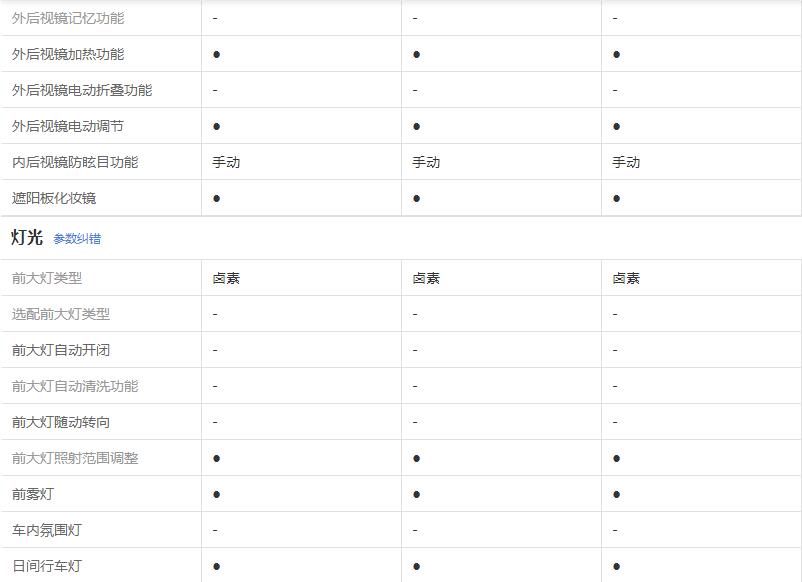 外后视镜记忆功能 - - -
外后视镜加热功能 ● ● ●
外后视镜电动折叠功能 - - -
外后视镜电动调节 ● ● ●
内后视镜防眩目功能 手动 手动 手动
遮阳板化妆镜 ● ● ●
灯光 参数纠错
前大灯类型 卤素 卤素 卤素
选配前大灯类型 - - -
前大灯自动开闭 - - -
前大灯自动清洗功能 - - -
前大灯随动转向 - - -
前大灯照射范围调整 ● ● ●
前雾灯 ● ● ●
车内氛围灯 - - -
日间行车灯 ● ● ●